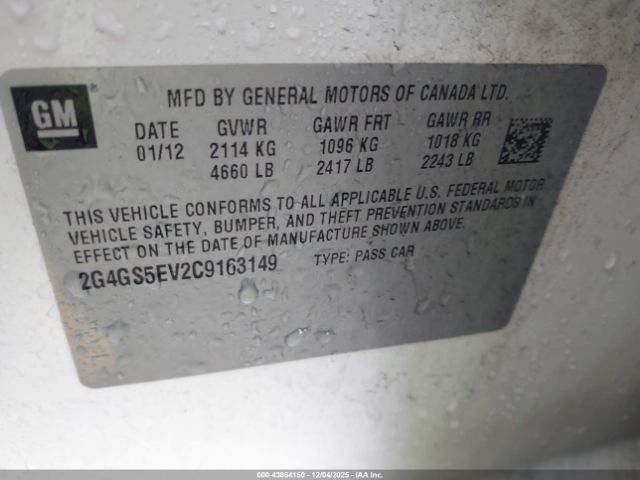 GM
MFD BY GENERAL MOTORS OF CANADA LTD.
DATE GVWR GAWR FRT GAWR RR
01/12 2114 KG 1096 KG 1018 KG
4660 LB 2417 LB 2243 LB
THIS VEHICLE CONFORMS TO ALL APPLICABLE U.S. FEDERAL MOTOR
VEHICLE SAFETY, BUMPER, AND THEFT PREVENTION STANDARDS IN
EFFECT ON THE DATE OF MANUFACTURE SHOWN ABOVE.
2G4GS5EV2C9163149 TYPE: PASS CAR
000-43864150 - 12/04/2025 - IAA Inc.